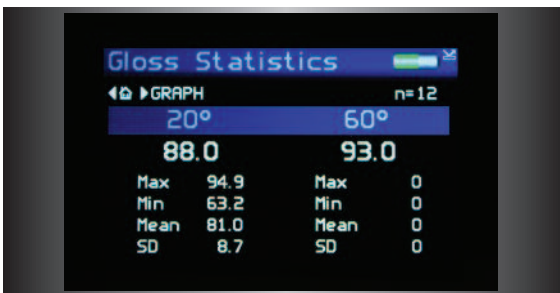 Gloss Statistics
GRAPH n=12
20° 60°
88.0 93.0
Max 94.9 Max 0
Min 63.2 Min 0
Mean 81.0 Mean 0
SD 8.7 SD 0